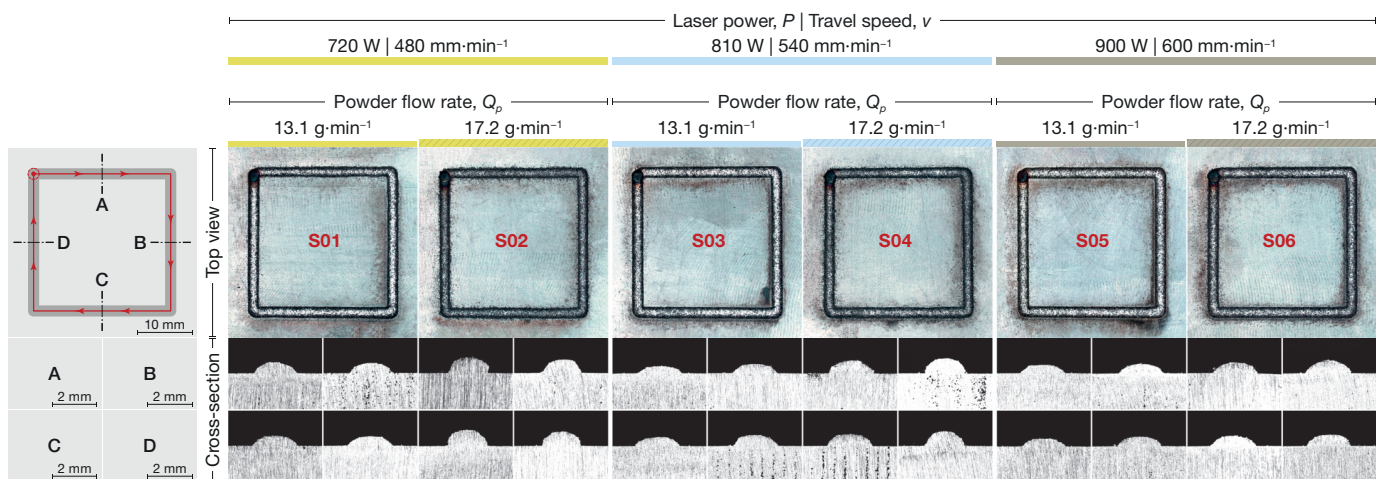 Laser power, P | Travel speed, v
720 W | 480 mm·min⁻¹
810 W | 540 mm·min⁻¹
900 W | 600 mm·min⁻¹
Powder flow rate, Qₚ
Powder flow rate, Qₚ
Powder flow rate, Qₚ
13.1 g·min⁻¹
17.2 g·min⁻¹
13.1 g·min⁻¹
17.2 g·min⁻¹
13.1 g·min⁻¹
17.2 g·min⁻¹
A
B
C
D
10 mm
Top view
S01
S02
S03
S04
S05
S06
A
2 mm
B
2 mm
C
2 mm
D
2 mm
Cross-section